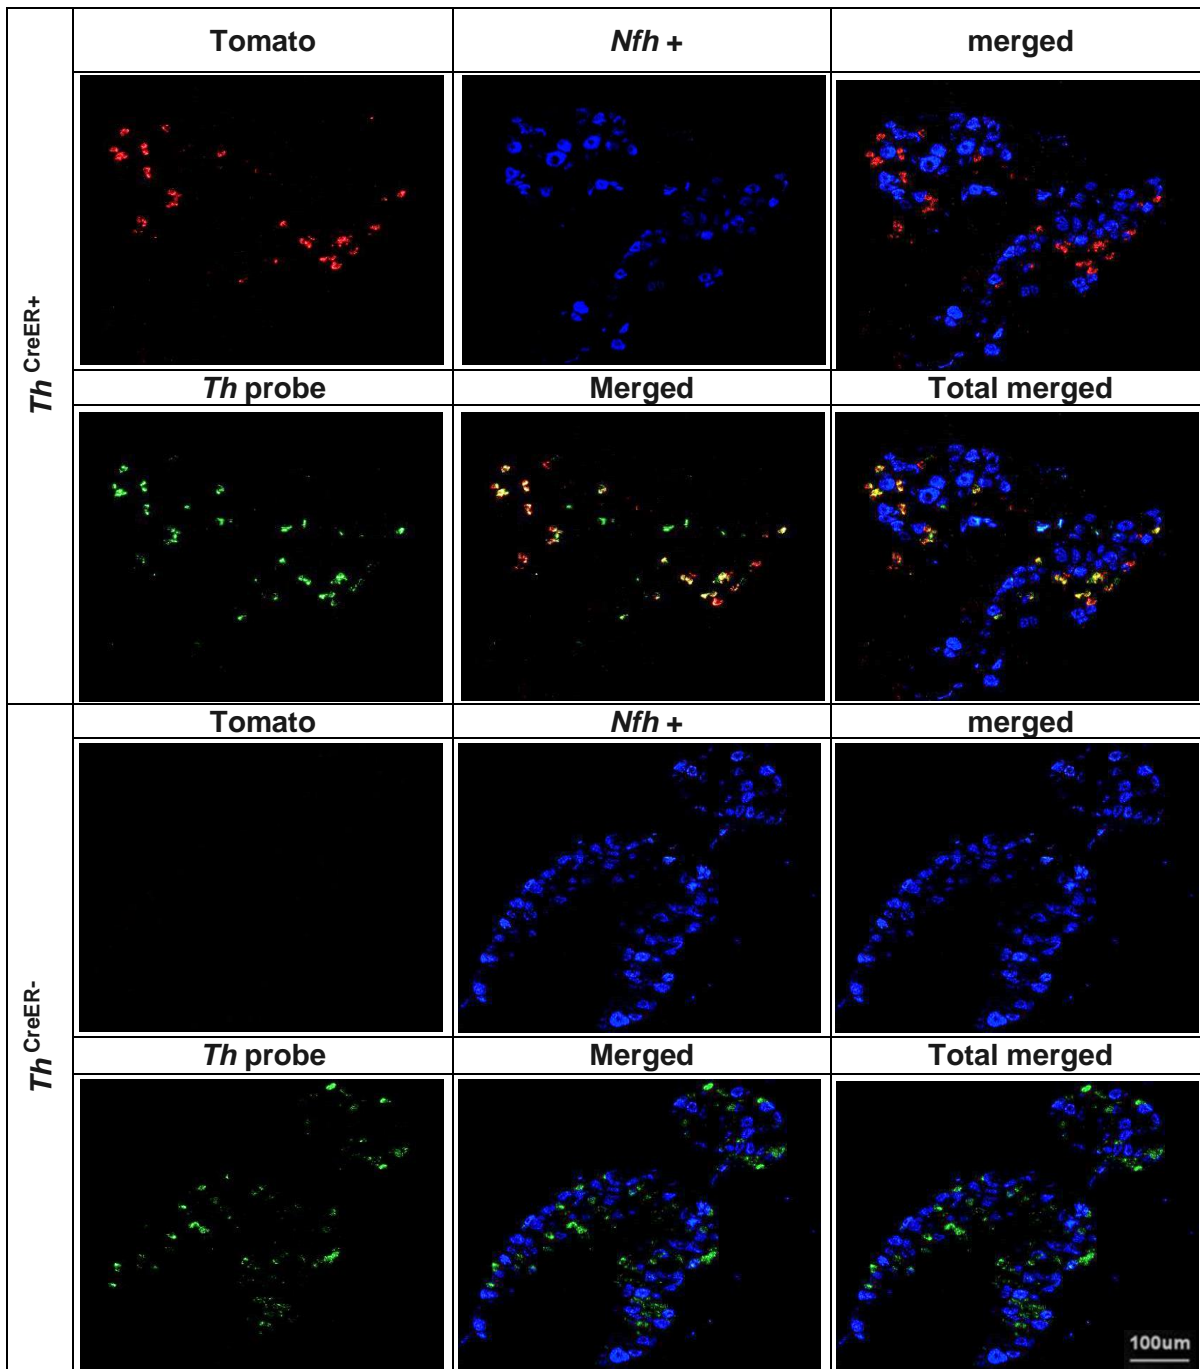 Tomato Nfh + merged
Th CreER+
Th probe Merged Total merged
Tomato Nfh + merged
Th CreER-
Th probe Merged Total merged
100um